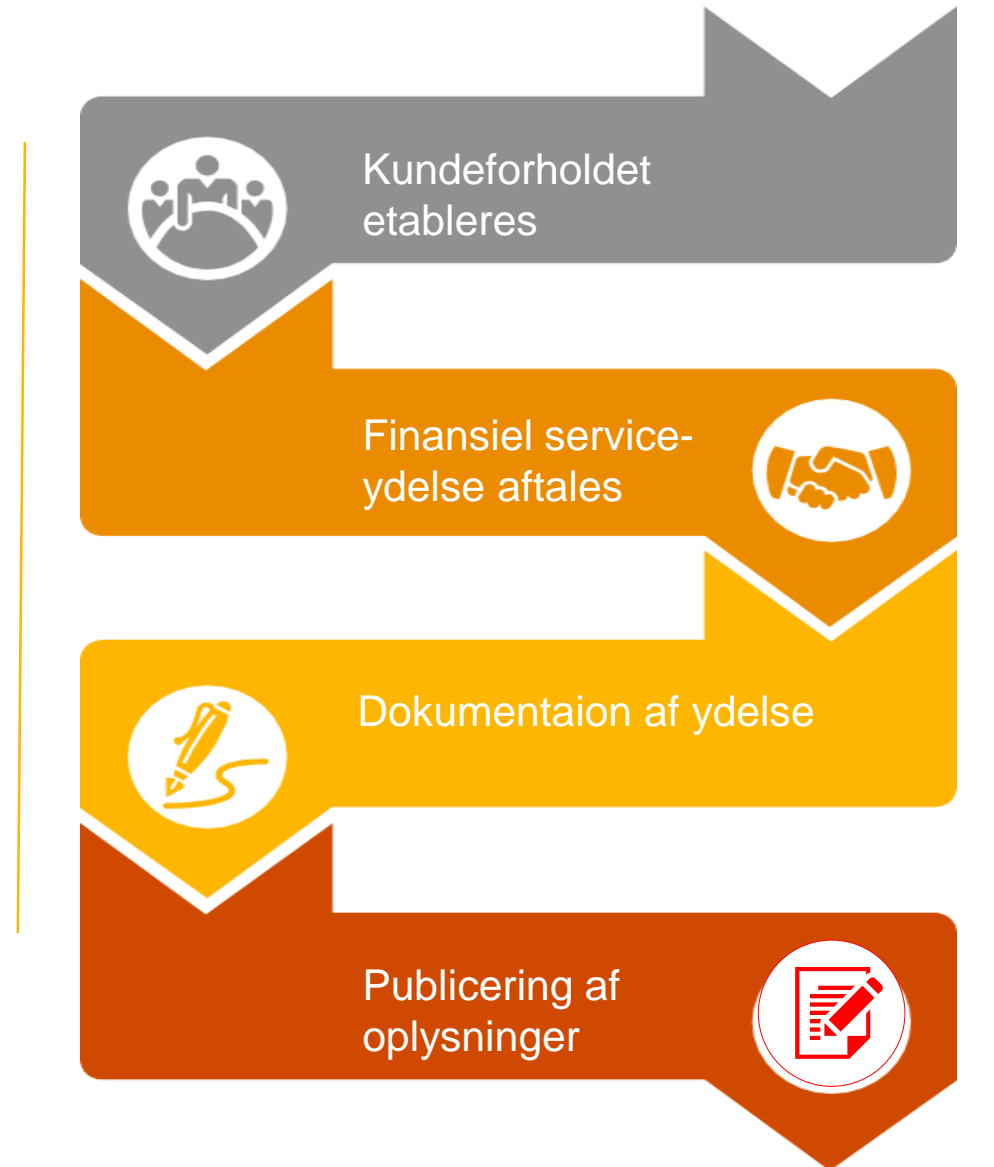 Kundeforholdet
etableres
Finansiel service-
ydelse aftales
Dokumentaion af ydelse
Publicering af
oplysninger